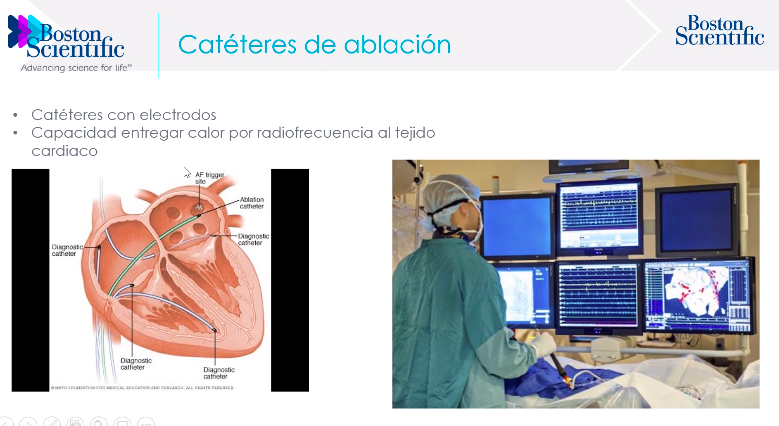 Boston
Scientific
Advancing science for life™
Catéteres de ablación
Boston
Scientific
• Catéteres con electrodos
• Capacidad entregar calor por radiofrecuencia al tejido
cardiaco
AF trigger
site
Ablation
catheter
Diagnostic
catheter
Diagnostic
catheter
Diagnostic
catheter
Diagnostic
catheter
© MAYO FOUNDATION FOR MEDICAL EDUCATION AND RESEARCH. ALL RIGHTS RESERVED.